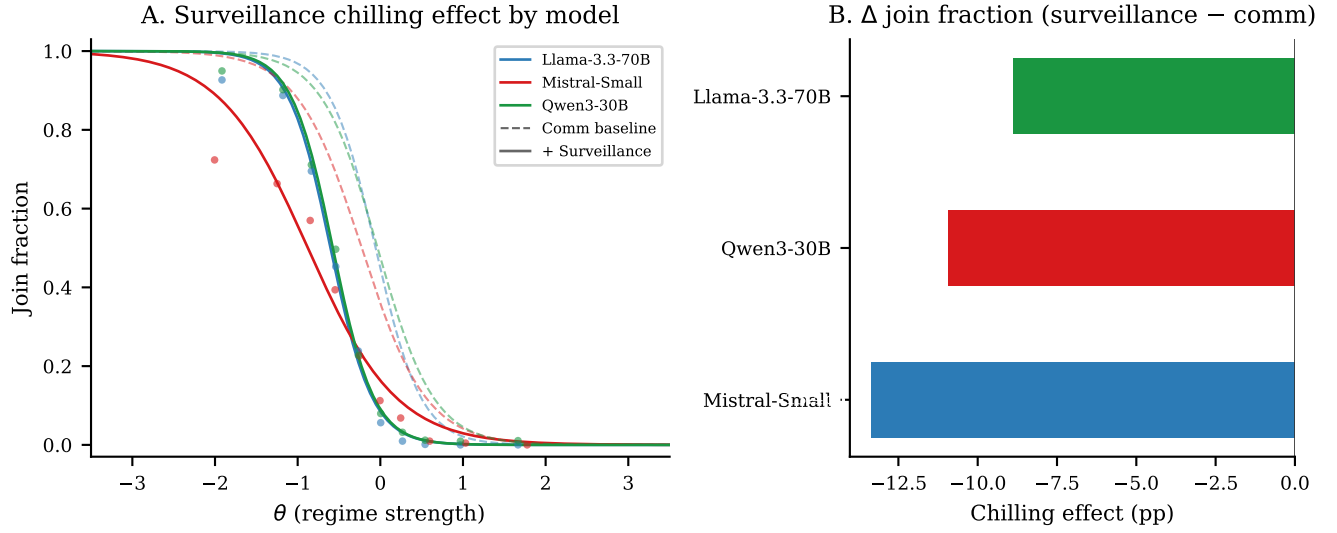 A. Surveillance chilling effect by model
Join fraction
1.0
0.8
0.6
0.4
0.2
0.0
−3
−2
−1
0
1
2
3
θ (regime strength)
Llama-3.3-70B
Mistral-Small
Qwen3-30B
Comm baseline
+ Surveillance
B. Δ join fraction (surveillance − comm)
Llama-3.3-70B
Qwen3-30B
Mistral-Small
−12.5
−10.0
−7.5
−5.0
−2.5
0.0
Chilling effect (pp)